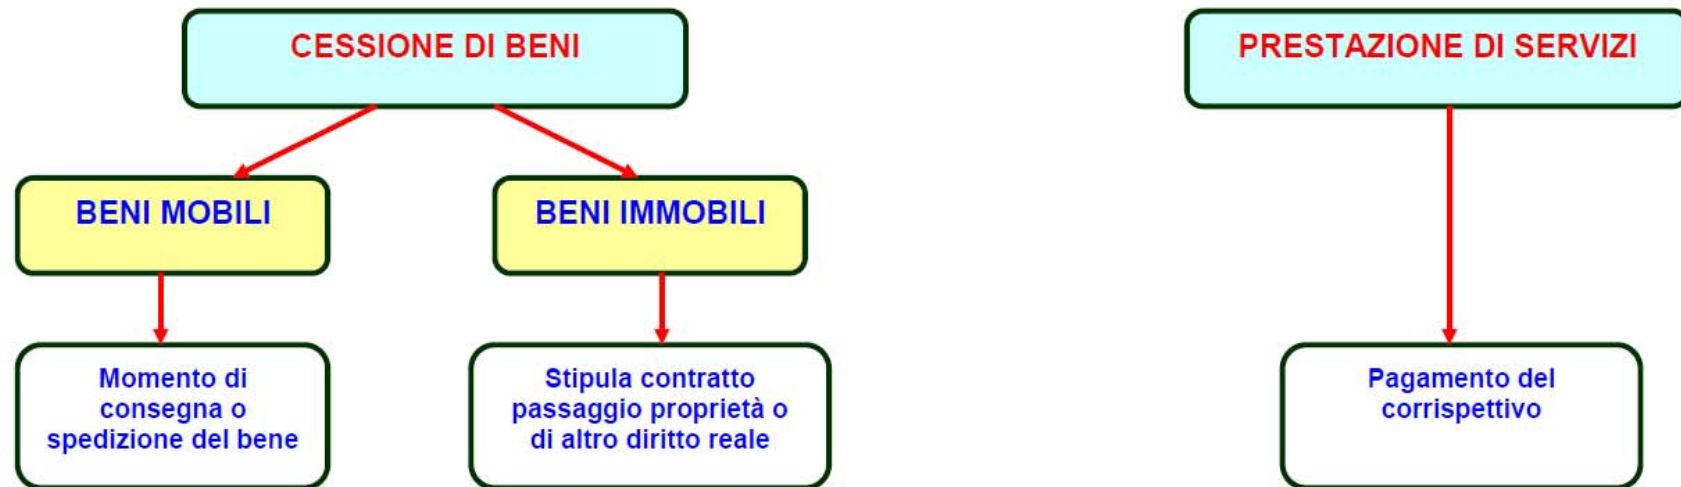 CESSIONE DI BENI
PRESTAZIONE DI SERVIZI
BENI MOBILI
BENI IMMOBILI
Momento di
consegna o
spedizione del bene
Stipula contratto
passaggio proprietà o
di altro diritto reale
Pagamento del
corrispettivo